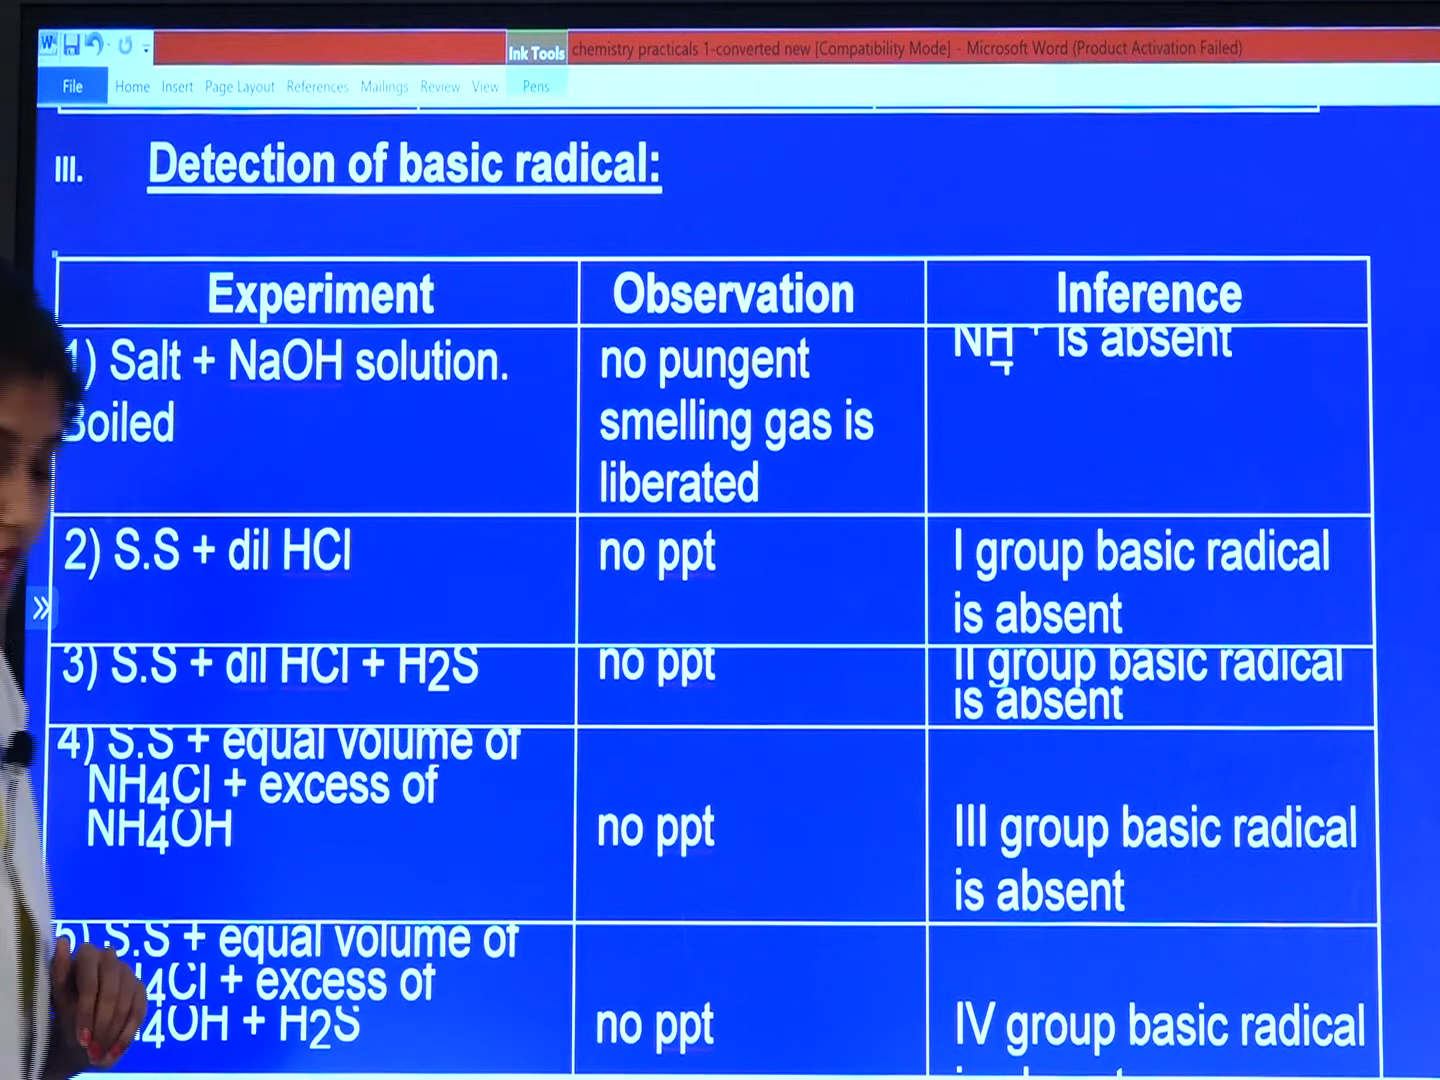 Ink Tools
chemistry practicals 1-converted new [Compatibility Mode] - Microsoft Word (Product Activation Failed)
File Home Insert Page Layout References Mailings Review View Pens
III. Detection of basic radical:
Experiment Observation Inference
1) Salt + NaOH solution.
Boiled
no pungent
smelling gas is
liberated
NH4+ is absent
2) S.S + dil HCl
no ppt
I group basic radical
is absent
3) S.S + dil HCl + H2S
no ppt
II group basic radical
is absent
4) S.S + equal volume of
NH4Cl + excess of
NH4OH
no ppt
III group basic radical
is absent
5) S.S + equal volume of
4Cl + excess of
4OH + H2S
no ppt
IV group basic radical